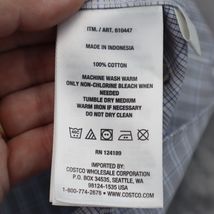 ITM. / ART. 610447
MADE IN INDONESIA
100% COTTON
MACHINE WASH WARM
ONLY NON-CHLORINE BLEACH WHEN
NEEDED
TUMBLE DRY MEDIUM
WARM IRON IF NECESSARY
DO NOT DRY CLEAN
RN 124189
IMPORTED BY:
COSTCO WHOLESALE CORPORATION
P.O. BOX 34535, SEATTLE, WA
98124-1535 USA
1-800-774-2678 * WWW.COSTCO.COM